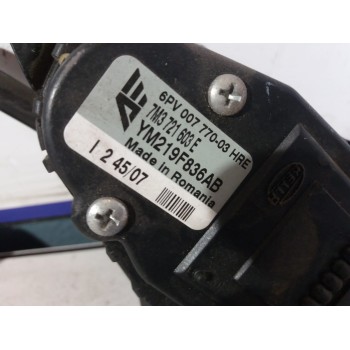 6PV 007 770-03 HRE
7M3 721 603 E
YM219F836AB
Made in Romania
I 2 45/07